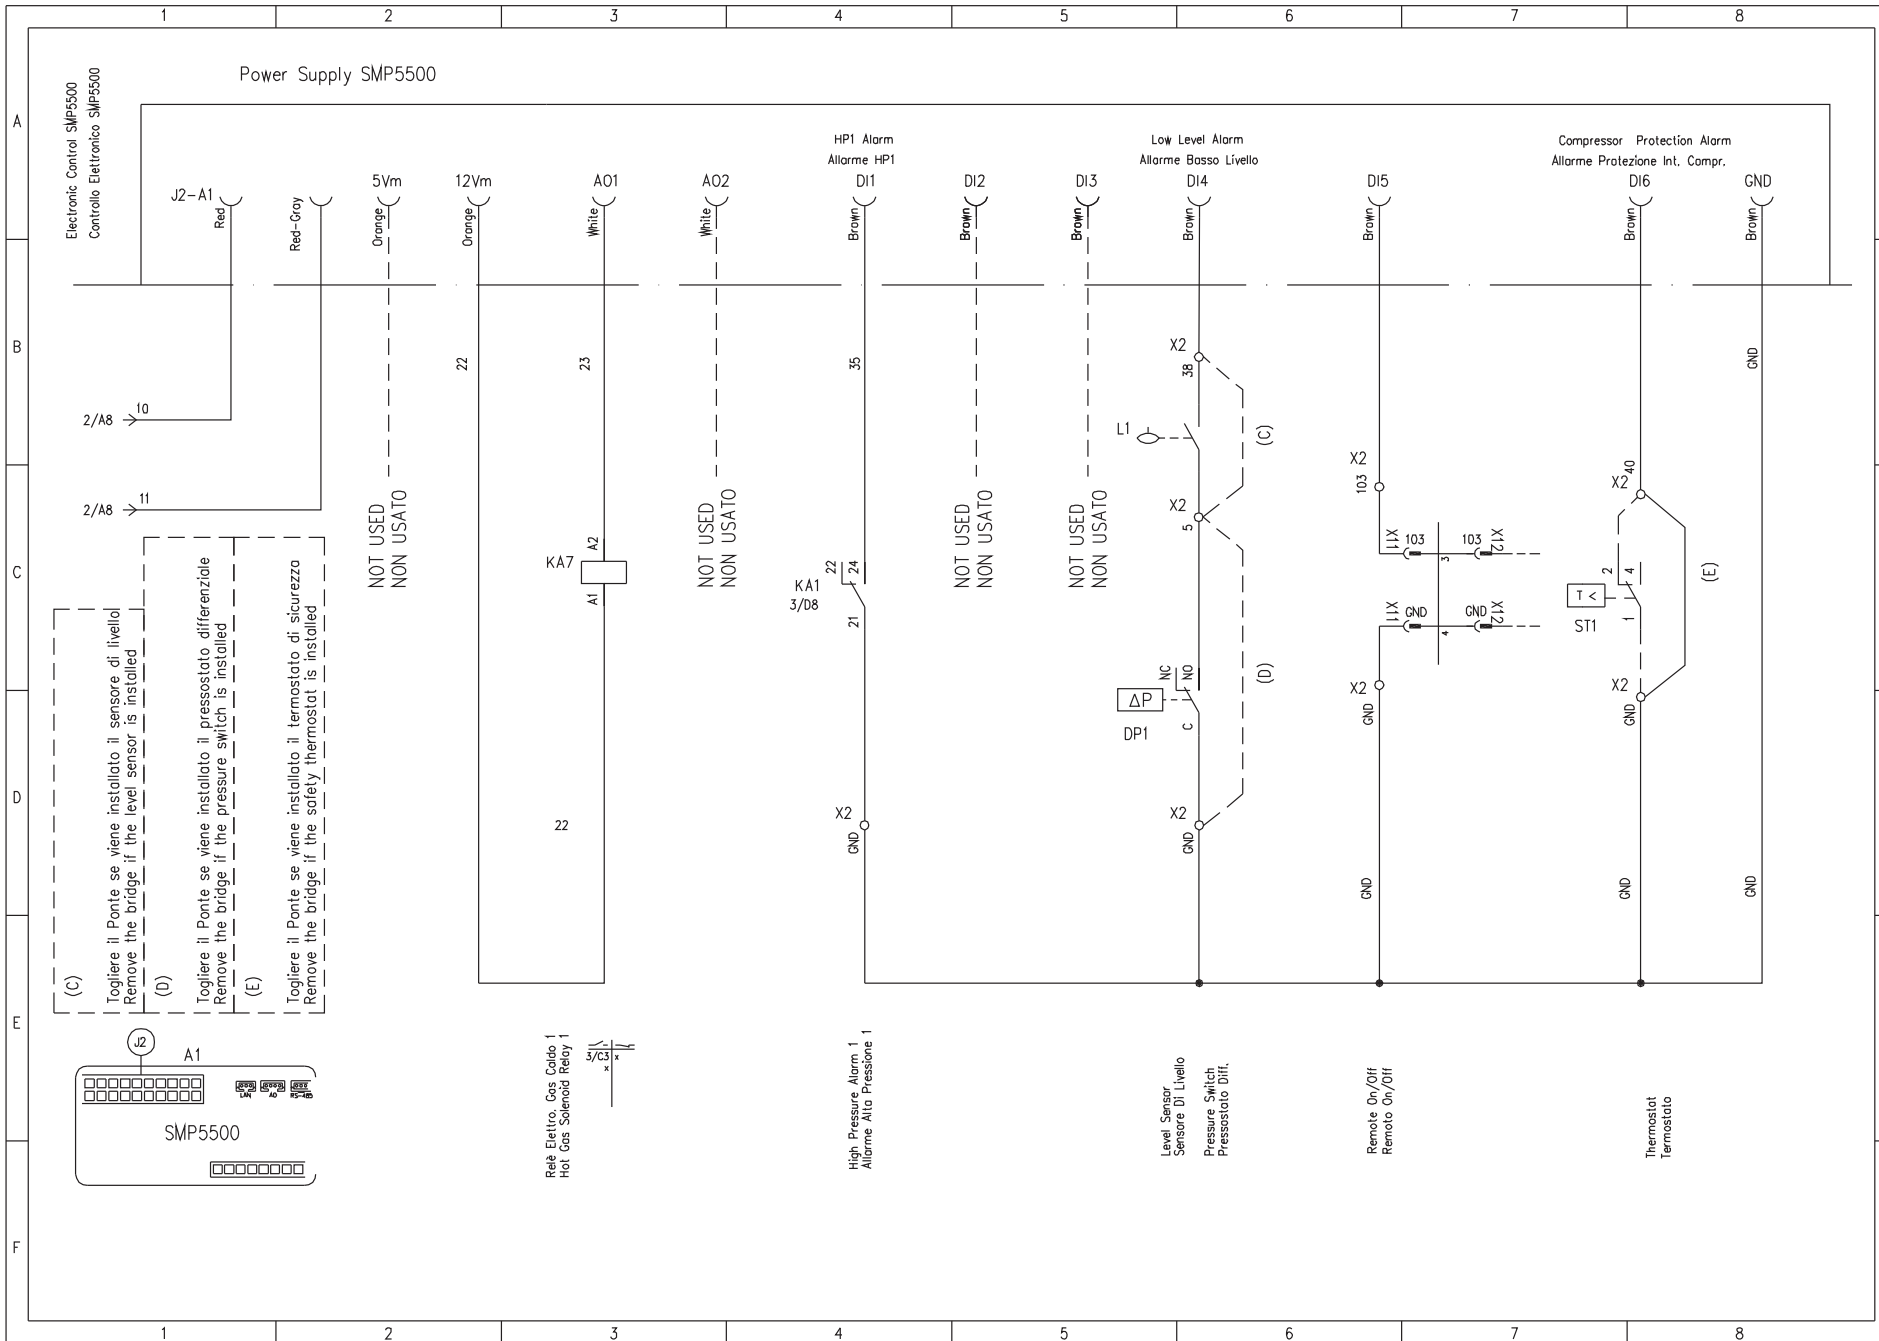 1 2 3 4 5 6 7 8
A
B
C
D
E
F
Electronic Control SMP5500
Controllo Elettronico SMP5500
Power Supply SMP5500
HP1 Alarm
Allarme HP1
Low Level Alarm
Allarme Basso Livello
Compressor Protection Alarm
Allarme Protezione Int. Compr.
J2-A1
5Vm
12Vm
AO1
AO2
DI1
DI2
DI3
DI4
DI5
DI6
GND
Red
Red-Gray
Orange
Orange
White
White
Brown
Brown
Brown
Brown
Brown
Brown
Brown
22
23
35
X2
38
GND
2/A8
10
L1
(C)
X2
103
X2
40
2/A8
11
NOT USED
NON USATO
NOT USED
NON USATO
NOT USED
NON USATO
NOT USED
NON USATO
X2
5
KA7
A2
A1
KA1
3/D8
22
24
21
X11
103
3
103
X12
X11
GND
4
GND
X12
2
4
T <
ST1
1
(E)
NC
NO
ΔP
DP1
C
(D)
X2
GND
X2
GND
22
X2
GND
X2
GND
GND
GND
GND
(C)
Togliere il Ponte se viene installato il sensore di livello
Remove the bridge if the level sensor is installed
(D)
Togliere il Ponte se viene installato il pressostato differenziale
Remove the bridge if the pressure switch is installed
(E)
Togliere il Ponte se viene installato il termostato di sicurezza
Remove the bridge if the safety thermostat is installed
J2
A1
LAN
AO
RS-485
SMP5500
Relè Elettro. Gas Caldo 1
Hot Gas Solenoid Relay 1
3/C3
x
x
High Pressure Alarm 1
Allarme Alta Pressione 1
Level Sensor
Sensore Di Livello
Pressure Switch
Pressostato Diff.
Remote On/Off
Remoto On/Off
Thermostat
Termostato
1 2 3 4 5 6 7 8